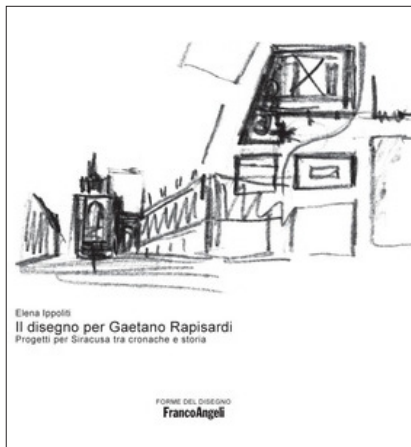 Elena Ippoliti
Il disegno per Gaetano Rapisardi
Progetti per Siracusa tra cronache e storia
FORME DEL DISEGNO
FrancoAngeli